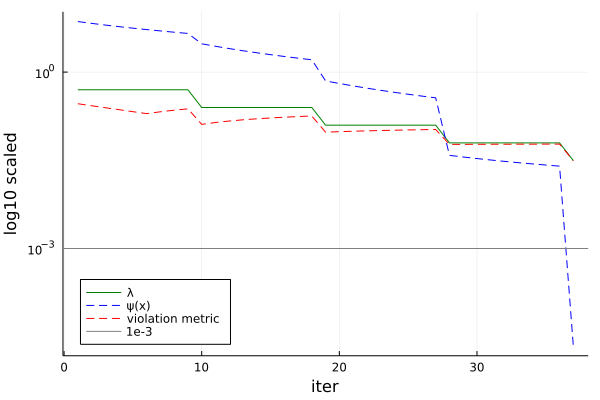 log10 scaled
10^0
10^-3
λ
ψ(x)
violation metric
1e-3
0
10
20
30
iter